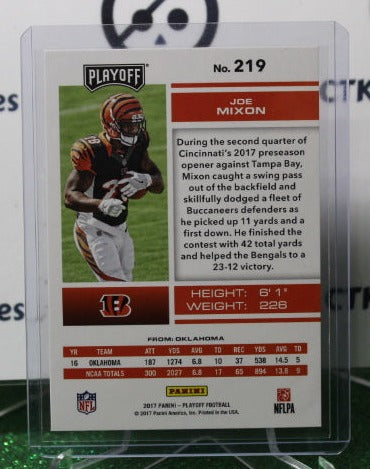 PLAYOFF
No. 219
JOE
MIXON
During the second quarter of
Cincinnati's 2017 preseason
opener against Tampa Bay,
Mixon caught a swing pass
out of the backfield and
skillfully dodged a fleet of
Buccaneers defenders as
he picked up 11 yards and a
first down. He finished the
contest with 42 total yards
and helped the Bengals to a
23-12 victory.
HEIGHT: 6' 1"
WEIGHT: 226
FROM: OKLAHOMA
YR TEAM ATT YDS AVG TD REC YDS AVG TD
16 OKLAHOMA 187 1274 6.8 10 37 538 14.5 5
NCAA TOTALS 300 2027 6.8 17 65 894 13.8 9
NFL
PANINI
2017 PANINI – PLAYOFF FOOTBALL
© 2017 Panini America, Inc. Printed in the USA.
NFLPA